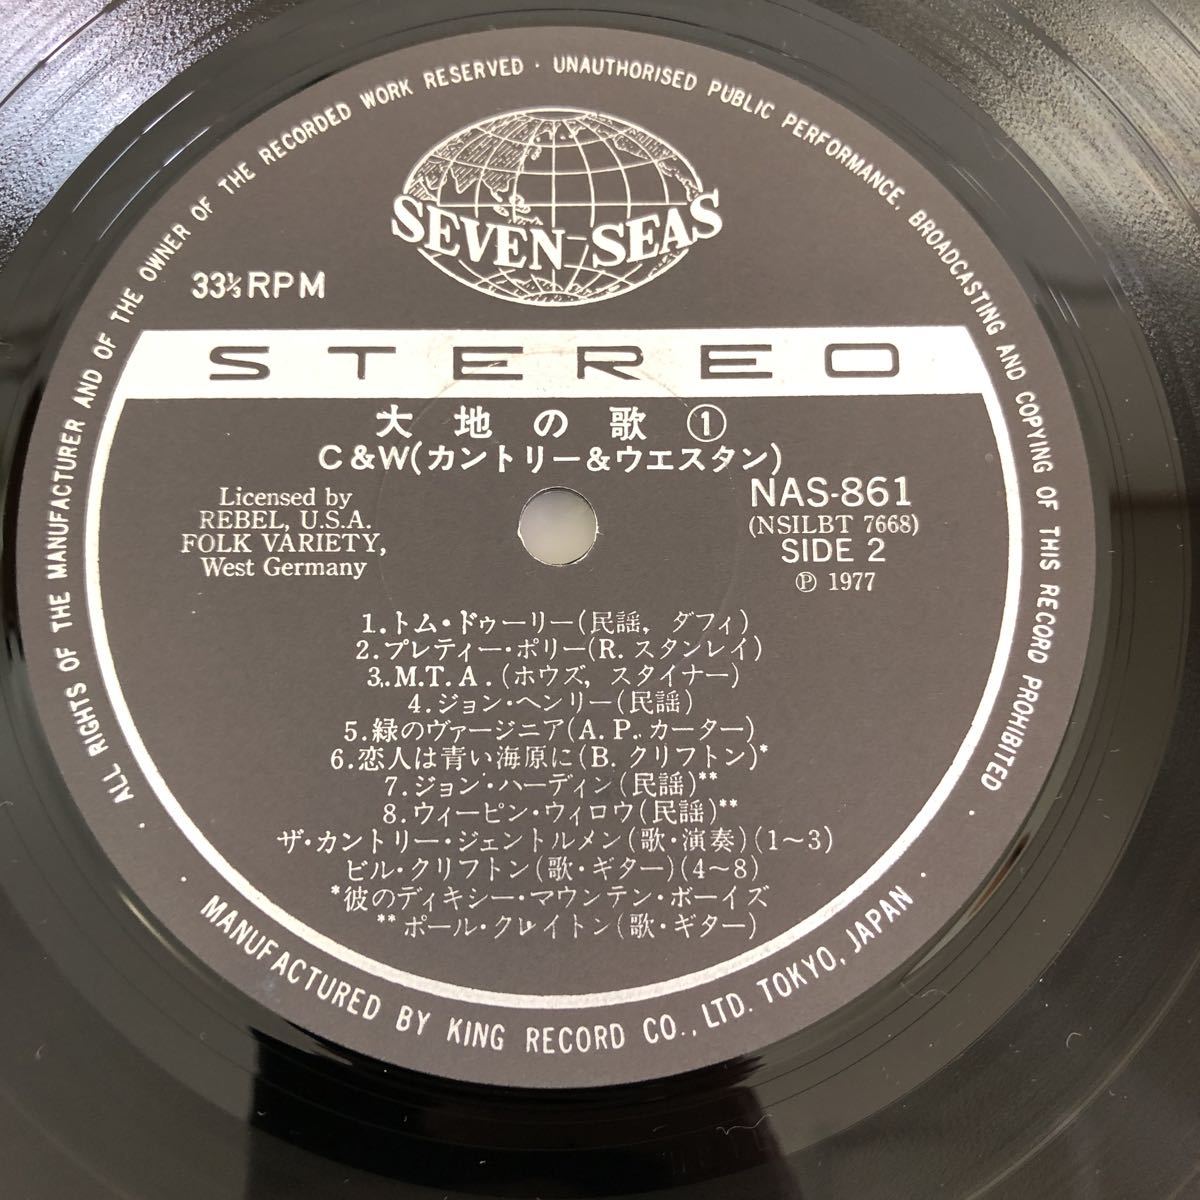 ALL RIGHTS OF THE MANUFACTURER AND OF THE OWNER OF THE RECORDED WORK RESERVED · UNAUTHORISED PUBLIC PERFORMANCE, BROADCASTING AND COPYING OF THIS RECORD PROHIBITED ·
SEVEN SEAS
33⅓RPM
STEREO
大地の歌①
C&W(カントリー&ウエスタン)
Licensed by
REBEL, U.S.A.
FOLK VARIETY,
West Germany
NAS-861
(NSILBT 7668)
SIDE 2
Ⓟ 1977
1.トム・ドゥーリー(民謡, ダフィ)
2.プレティー・ポリー(R.スタンレイ)
3.M.T.A.(ホウズ, スタイナー)
4.ジョン・ヘンリー(民謡)
5.緑のヴァージニア(A.P.カーター)
6.恋人は青い海原に(B.クリフトン)*
7.ジョン・ハーディン(民謡)**
8.ウィーピン・ウィロウ(民謡)**
ザ・カントリー・ジェントルメン(歌・演奏)(1〜3)
ビル・クリフトン(歌・ギター)(4〜8)
*彼のディキシー・マウンテン・ボーイズ
**ポール・クレイトン(歌・ギター)
· MANUFACTURED BY KING RECORD CO., LTD. TOKYO, JAPAN ·